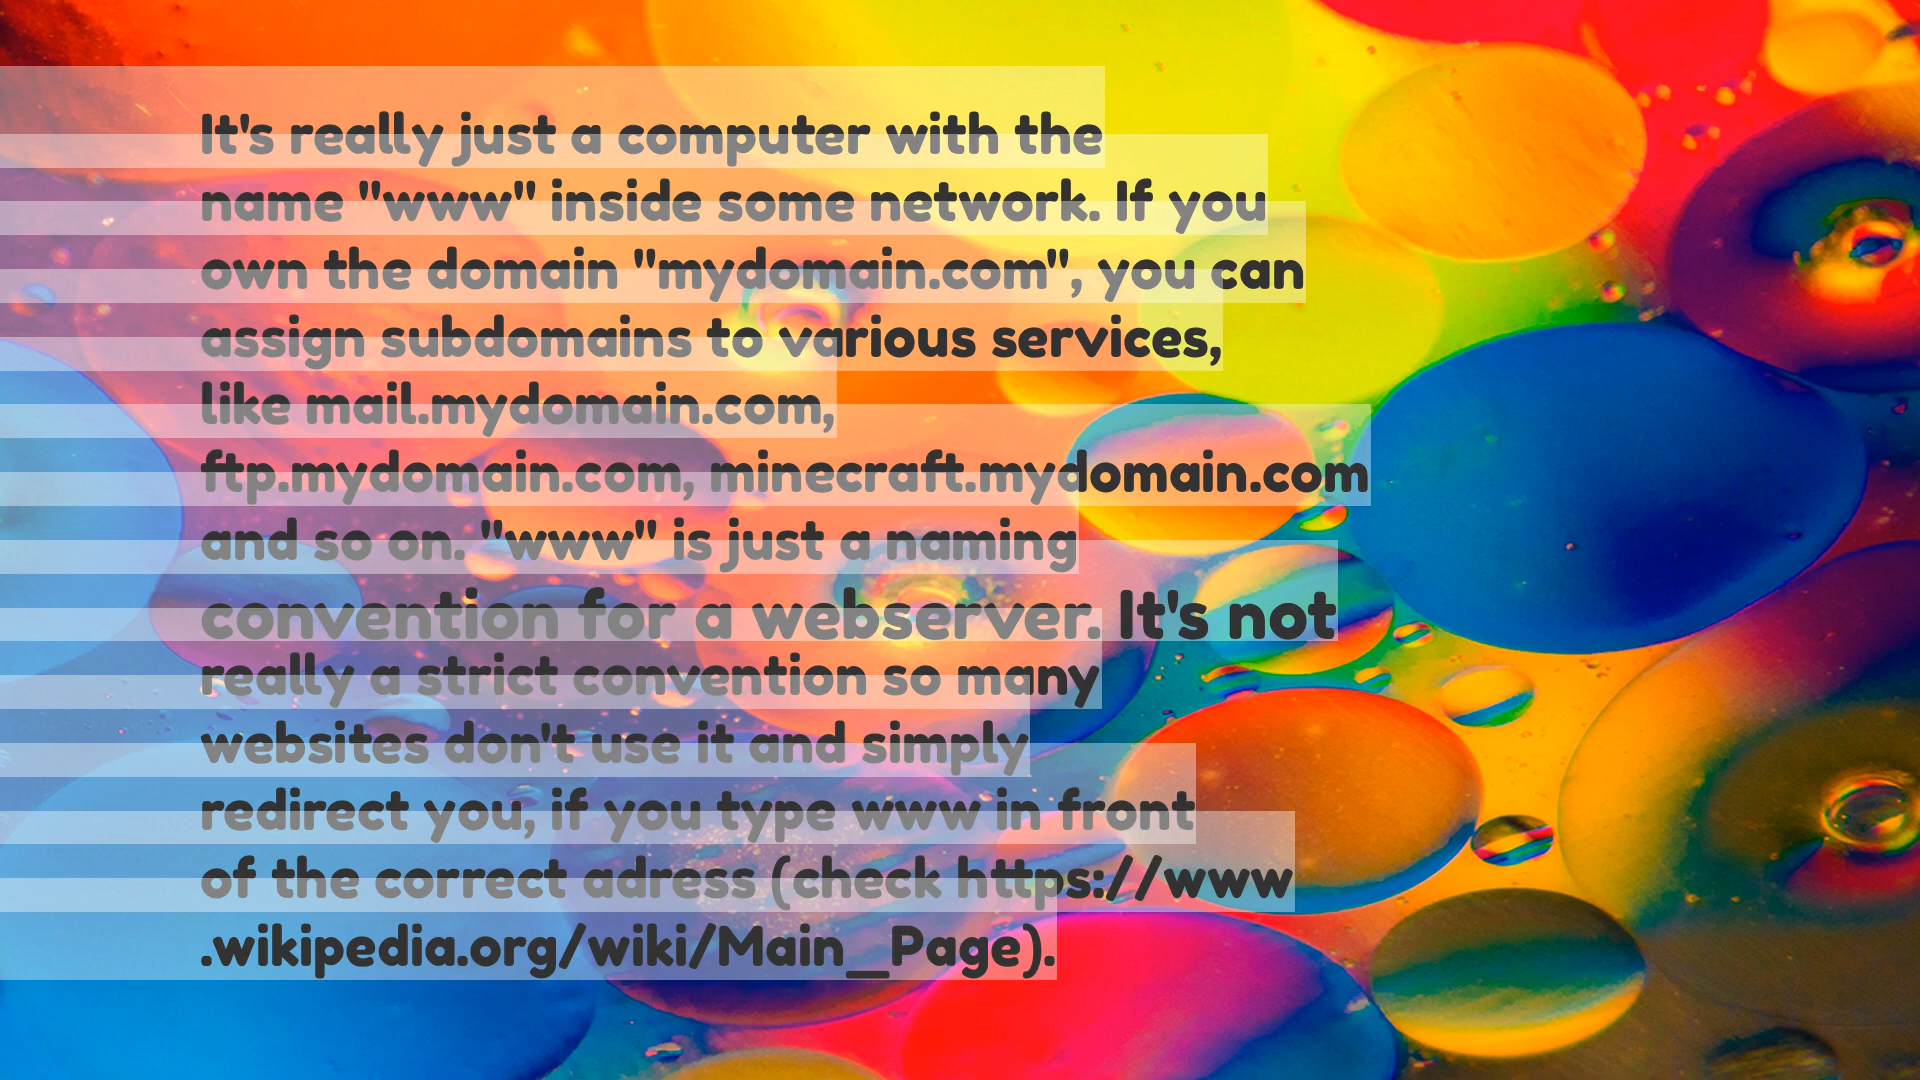 It's really just a computer with the
name "www" inside some network. If you
own the domain "mydomain.com", you can
assign subdomains to various services,
like mail.mydomain.com,
ftp.mydomain.com, minecraft.mydomain.com
and so on. "www" is just a naming
convention for a webserver. It's not
really a strict convention so many
websites don't use it and simply
redirect you, if you type www in front
of the correct adress (check https://www
.wikipedia.org/wiki/Main_Page).